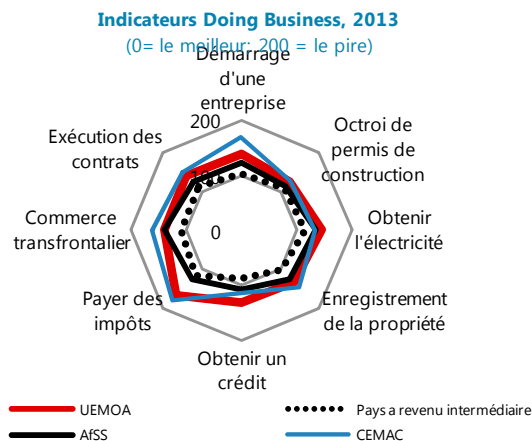 Indicateurs Doing Business, 2013
(0= le meilleur; 200 = le pire)
Démarrage
d'une
entreprise
200
Exécution des
contrats
Octroi de
permis de
construction
100
Commerce
transfrontalier
0
Obtenir
l'électricité
Payer des
impôts
Enregistrement
de la propriété
Obtenir un
crédit
UEMOA
Pays a revenu intermédiaire
AfSS
CEMAC